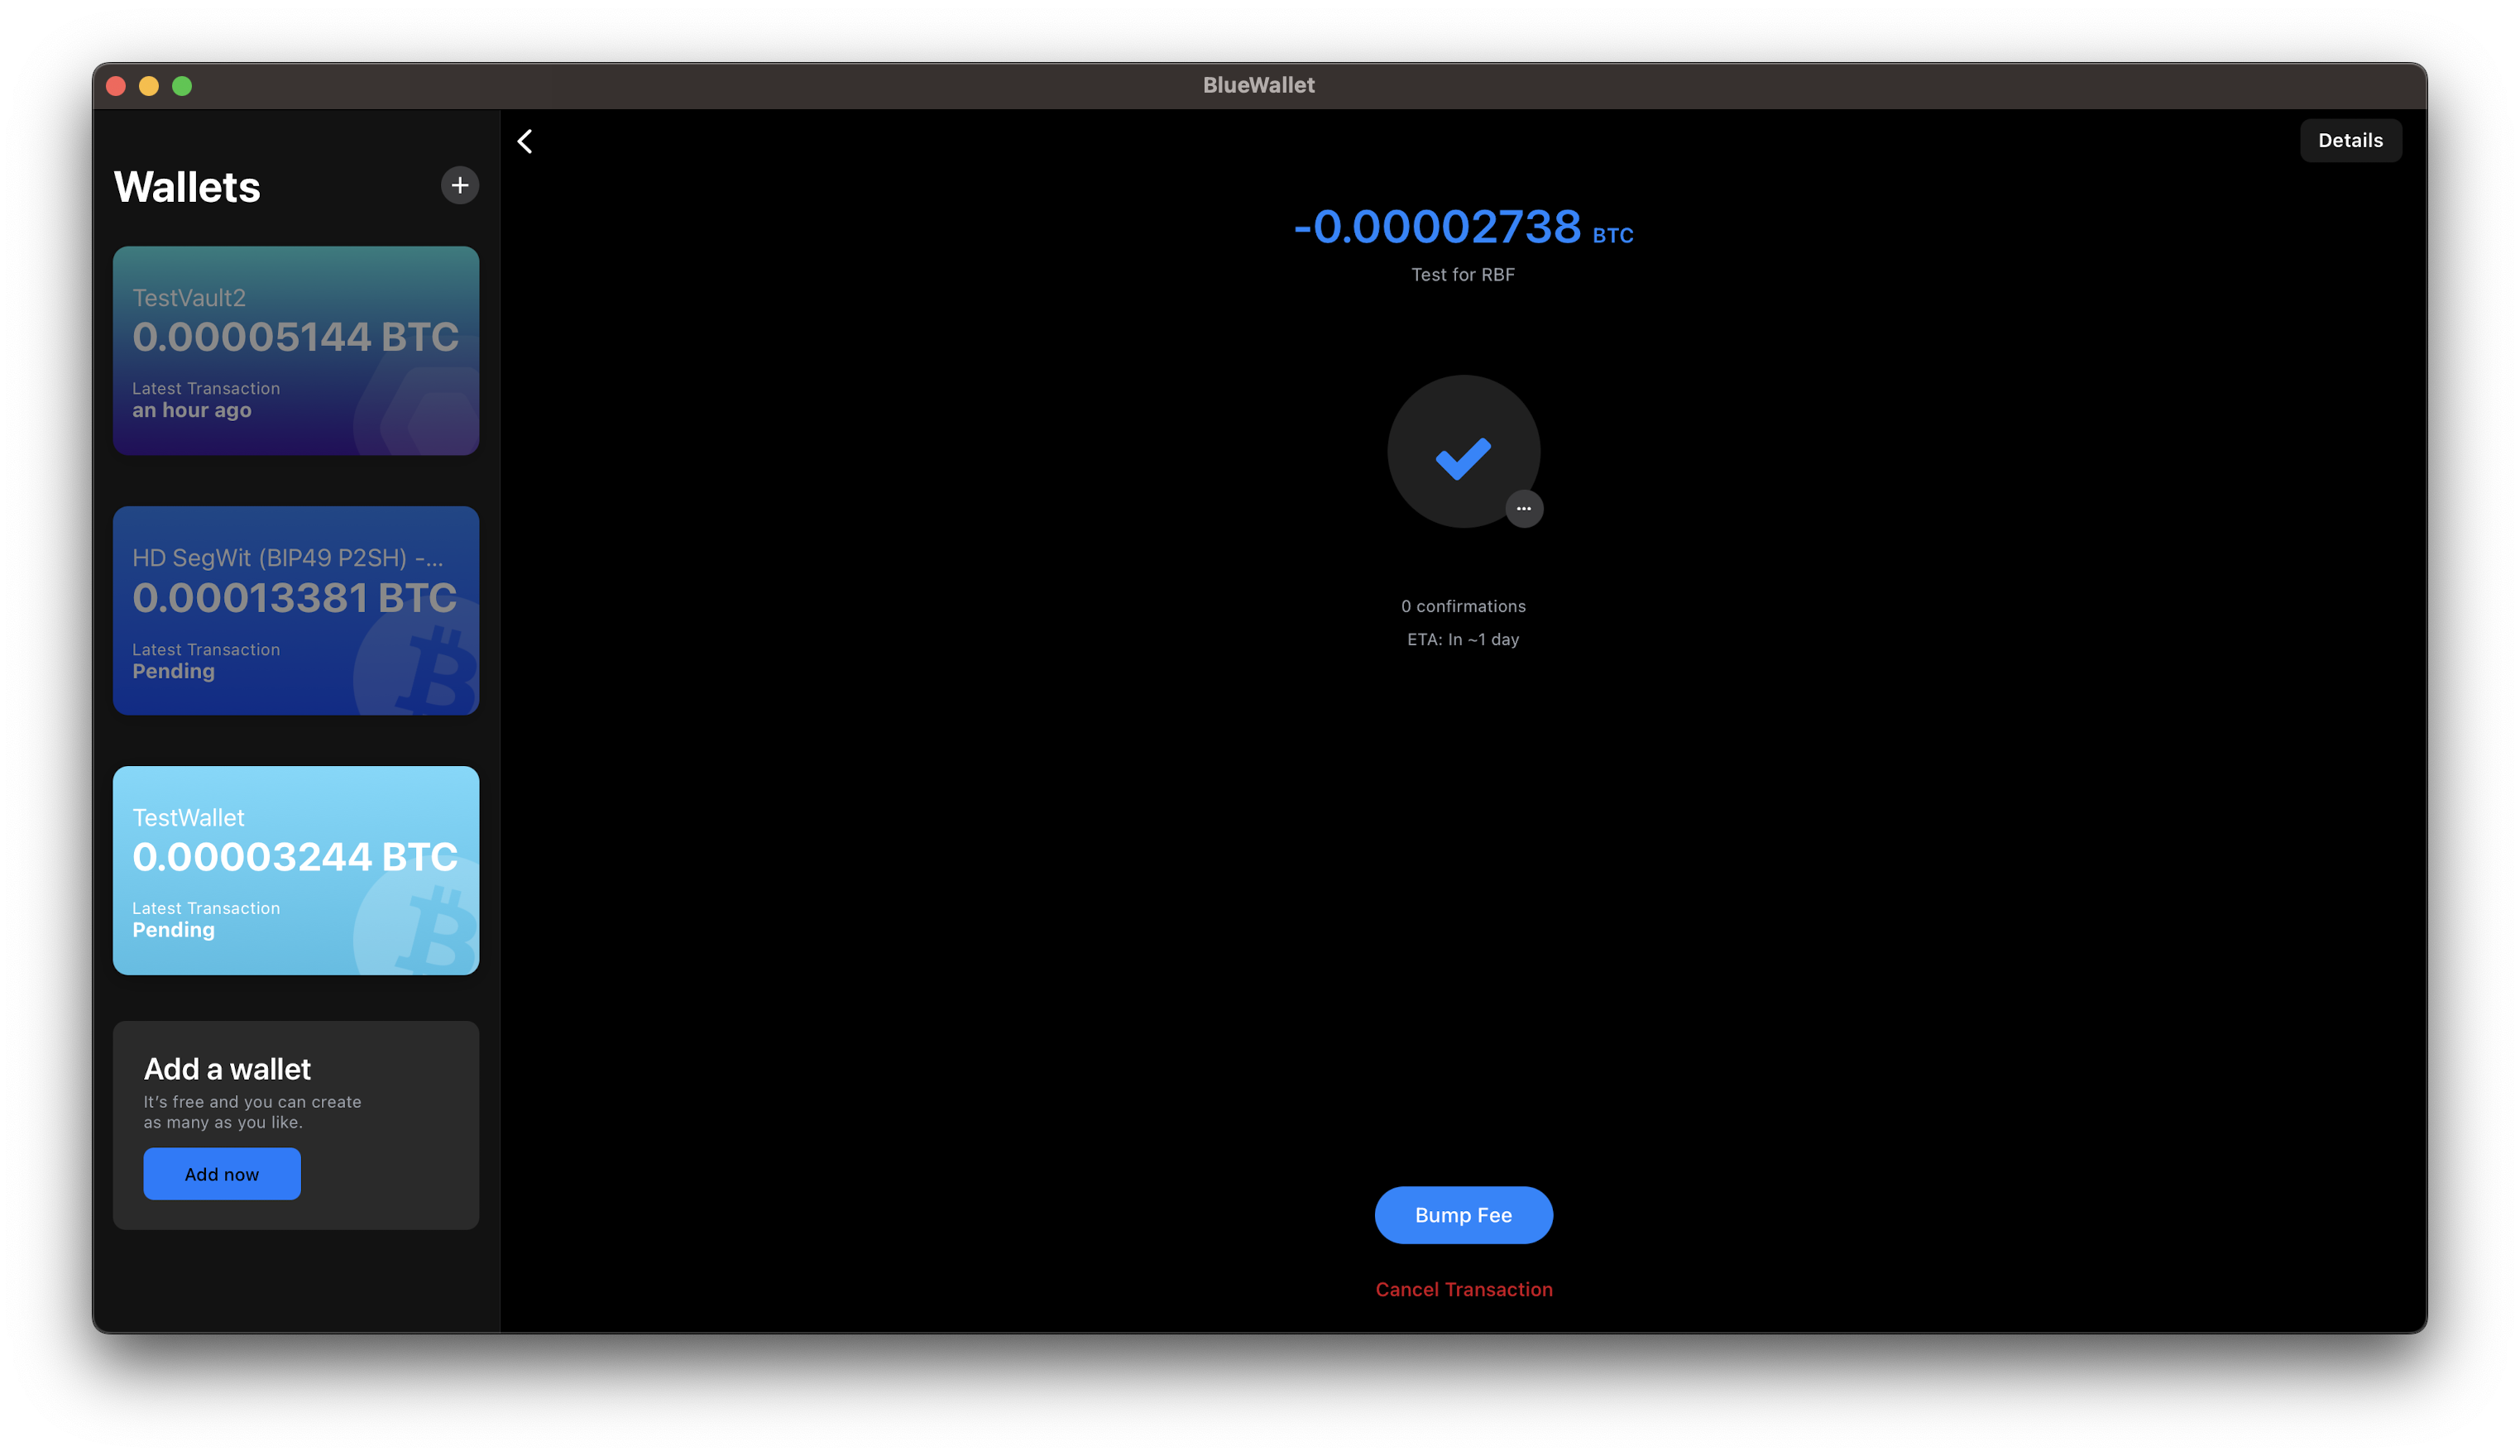 BlueWallet
Wallets
TestVault2
0.00005144 BTC
Latest Transaction
an hour ago
HD SegWit (BIP49 P2SH) -...
0.00013381 BTC
Latest Transaction
Pending
TestWallet
0.00003244 BTC
Latest Transaction
Pending
Add a wallet
It’s free and you can create
as many as you like.
Add now
Details
-0.00002738 BTC
Test for RBF
0 confirmations
ETA: In ~1 day
Bump Fee
Cancel Transaction